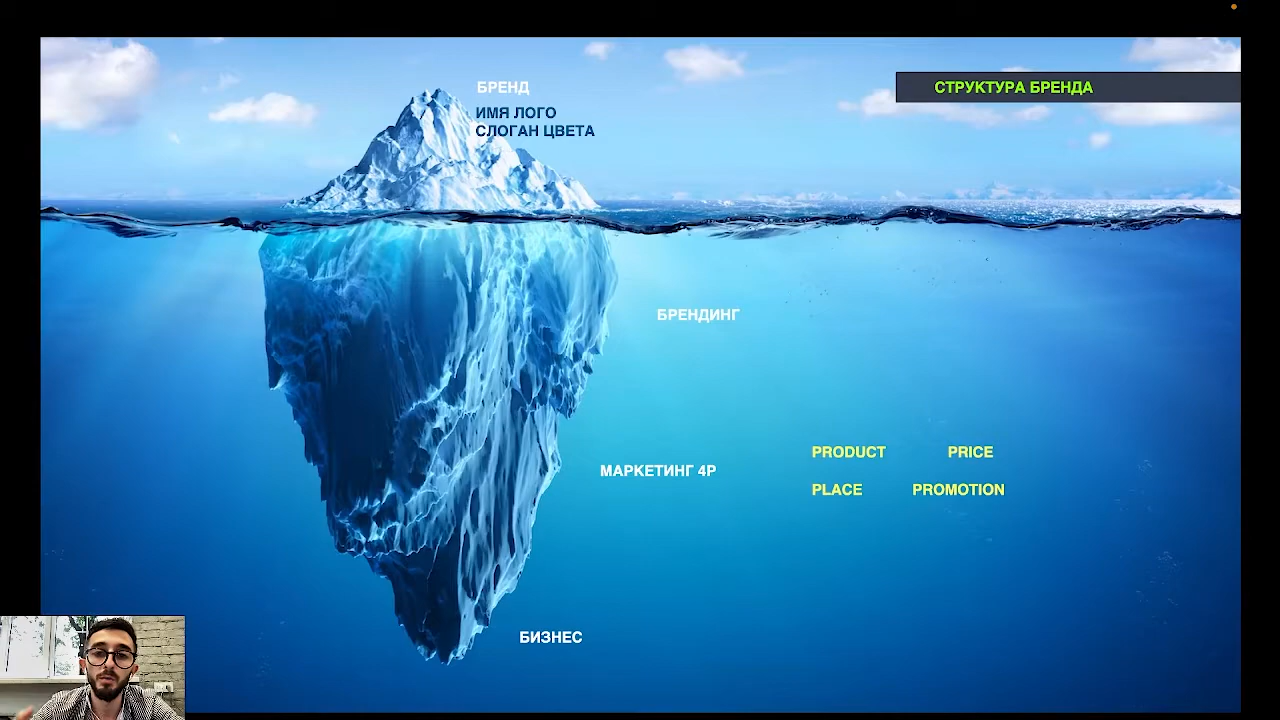 СТРУКТУРА БРЕНДА
БРЕНД
ИМЯ ЛОГО
СЛОГАН ЦВЕТА
БРЕНДИНГ
МАРКЕТИНГ 4P
PRODUCT PRICE
PLACE PROMOTION
БИЗНЕС